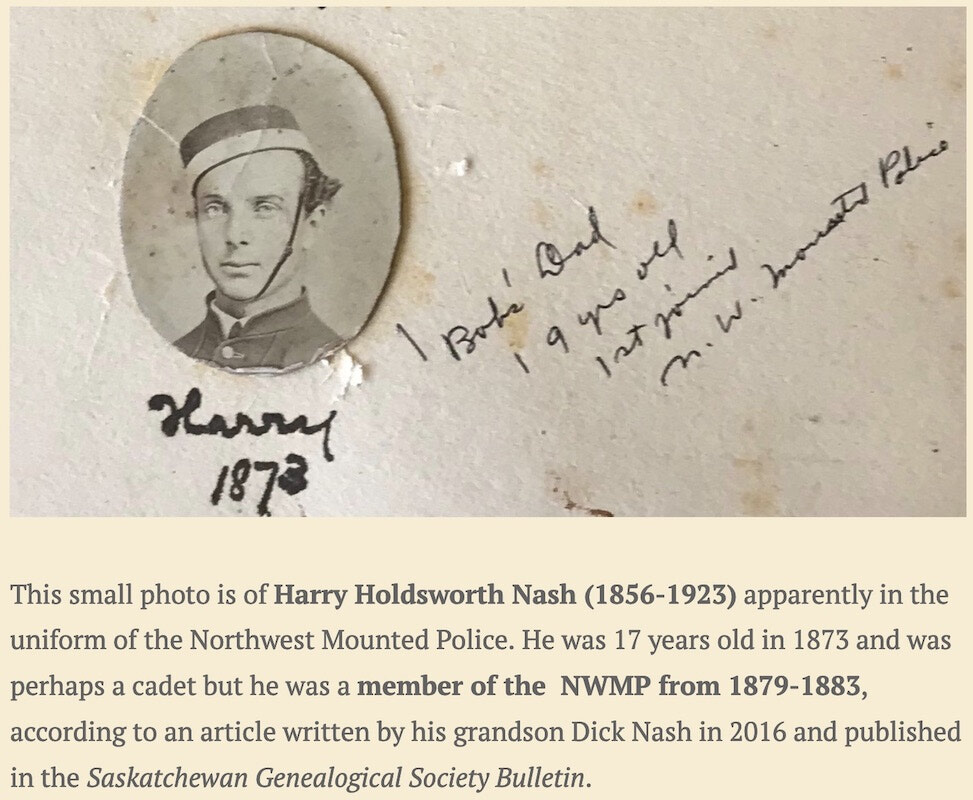 Bobs' Dad
19 yrs old
1st joined
N. W. Mounted Police
Harry
1873
This small photo is of Harry Holdsworth Nash (1856-1923) apparently in the
uniform of the Northwest Mounted Police. He was 17 years old in 1873 and was
perhaps a cadet but he was a member of the NWMP from 1879-1883,
according to an article written by his grandson Dick Nash in 2016 and published
in the Saskatchewan Genealogical Society Bulletin.